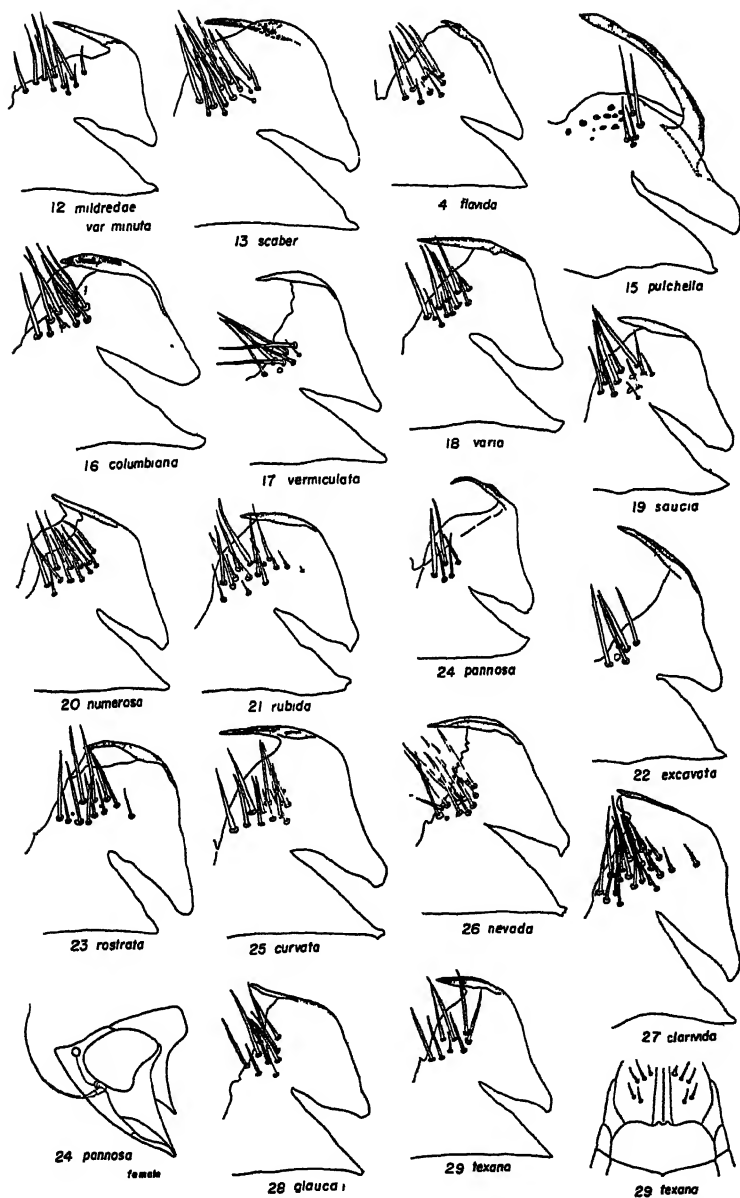 12 mildredae
var minuta
13 scaber
4 flavida
15 pulchella
16 columbiana
17 vermiculata
18 varia
19 saucia
20 numerosa
21 rubida
24 pannosa
22 excavata
23 rostrata
25 curvata
26 nevada
27 clarivida
24 pannosa
female
28 glauca
29 texana
29 texana